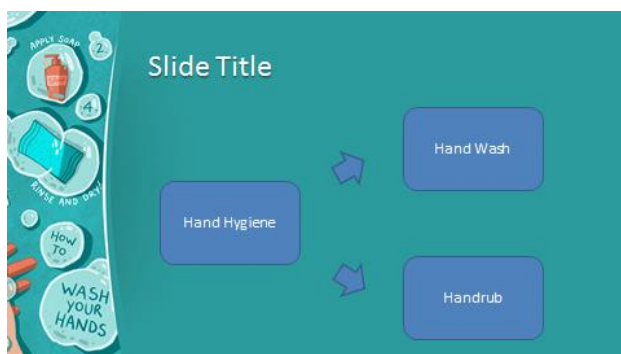 APPLY SOAP
2
4
RINSE AND DRY!
HOW
TO
WASH
YOUR
HANDS
Slide Title
Hand Hygiene
Hand Wash
Handrub